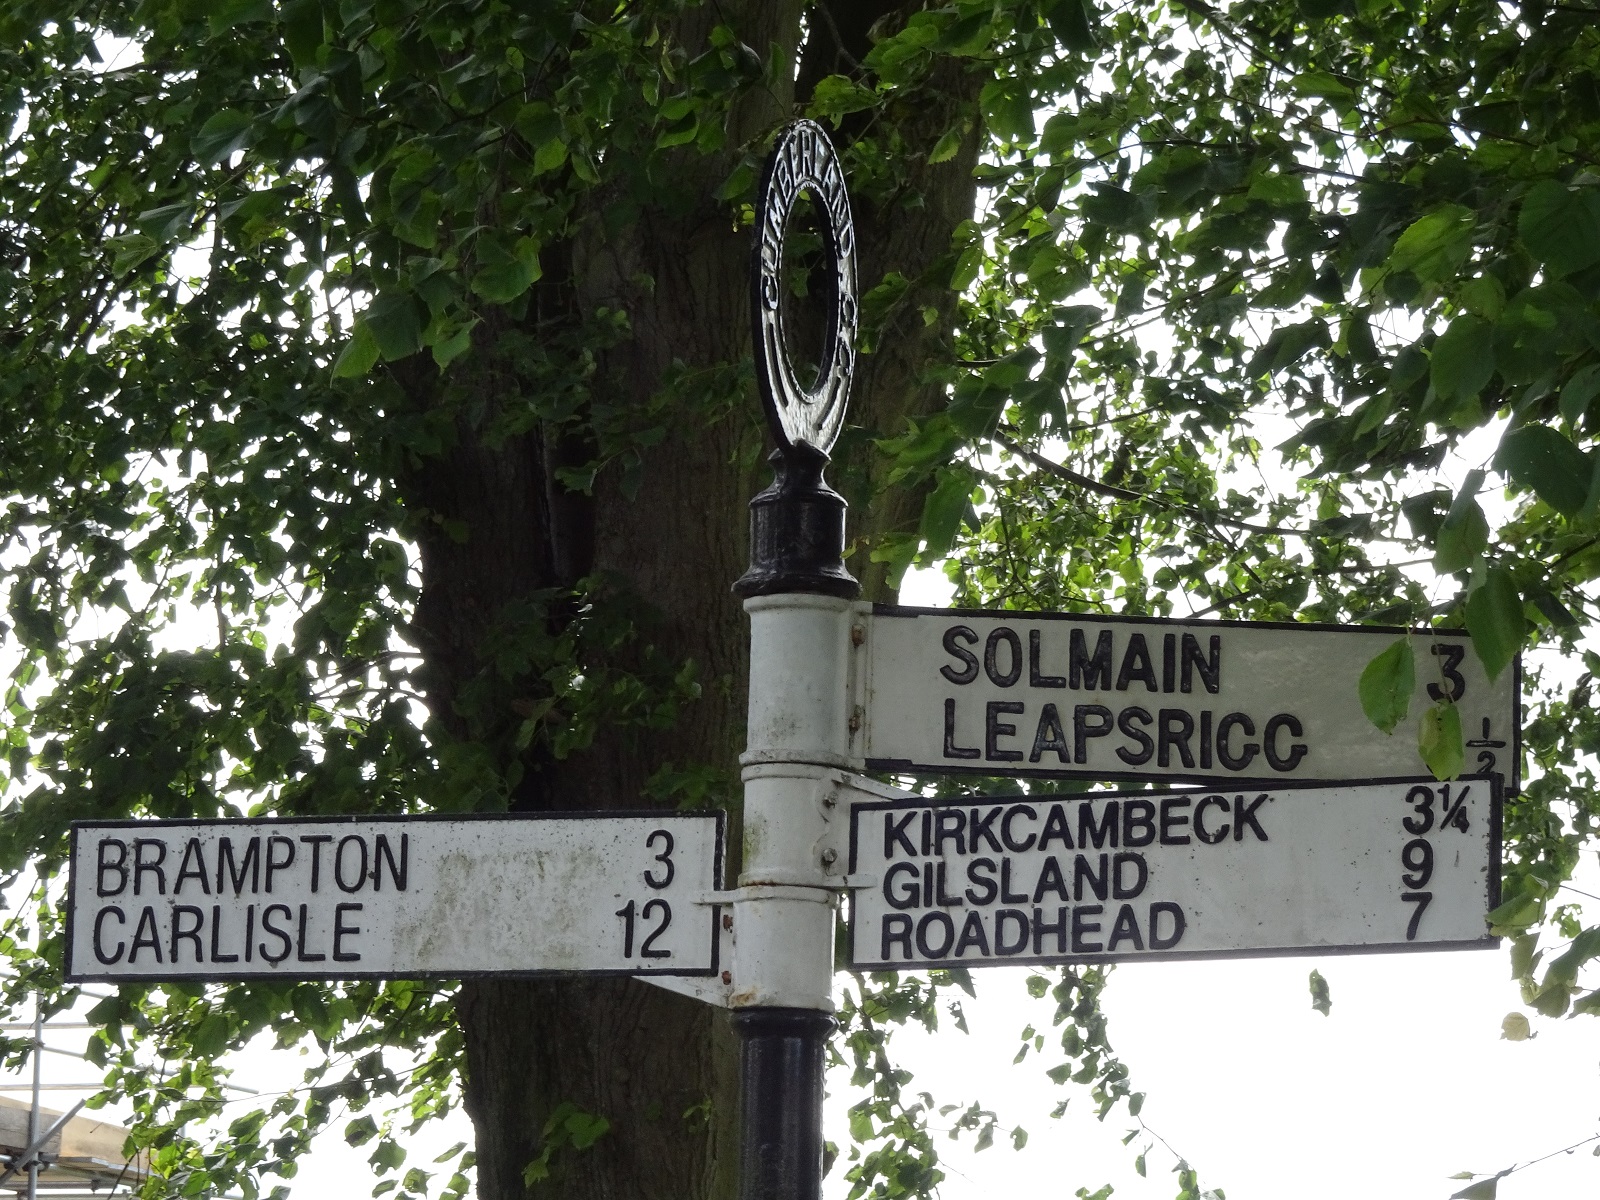 CUMBERLAND CC
SOLMAIN 3
LEAPSRIGG 1/2
KIRKCAMBECK 3¼
GILSLAND 9
ROADHEAD 7
BRAMPTON 3
CARLISLE 12